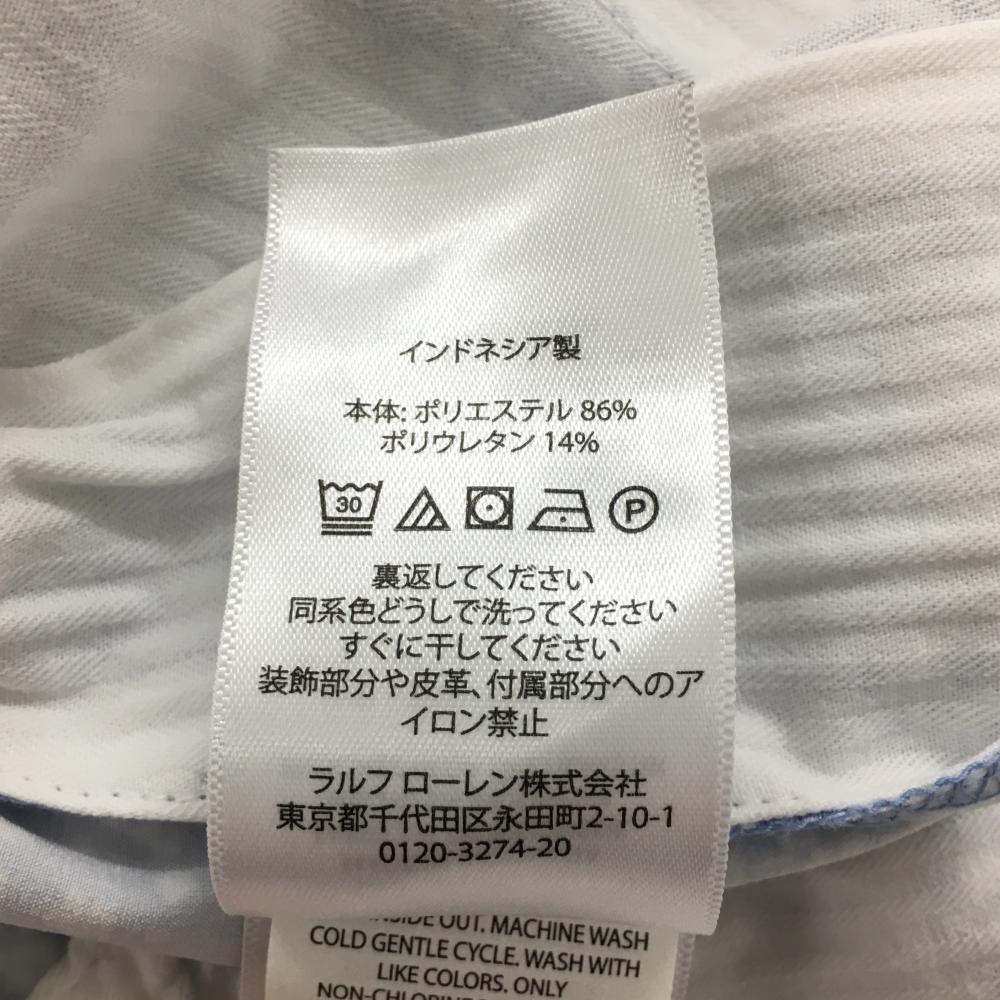 インドネシア製
本体: ポリエステル 86%
ポリウレタン 14%
30
P
裏返してください
同系色どうしで洗ってください
すぐに干してください
装飾部分や皮革、付属部分へのア
イロン禁止
ラルフ ローレン株式会社
東京都千代田区永田町2-10-1
0120-3274-20
INSIDE OUT. MACHINE WASH
COLD GENTLE CYCLE. WASH WITH
LIKE COLORS. ONLY